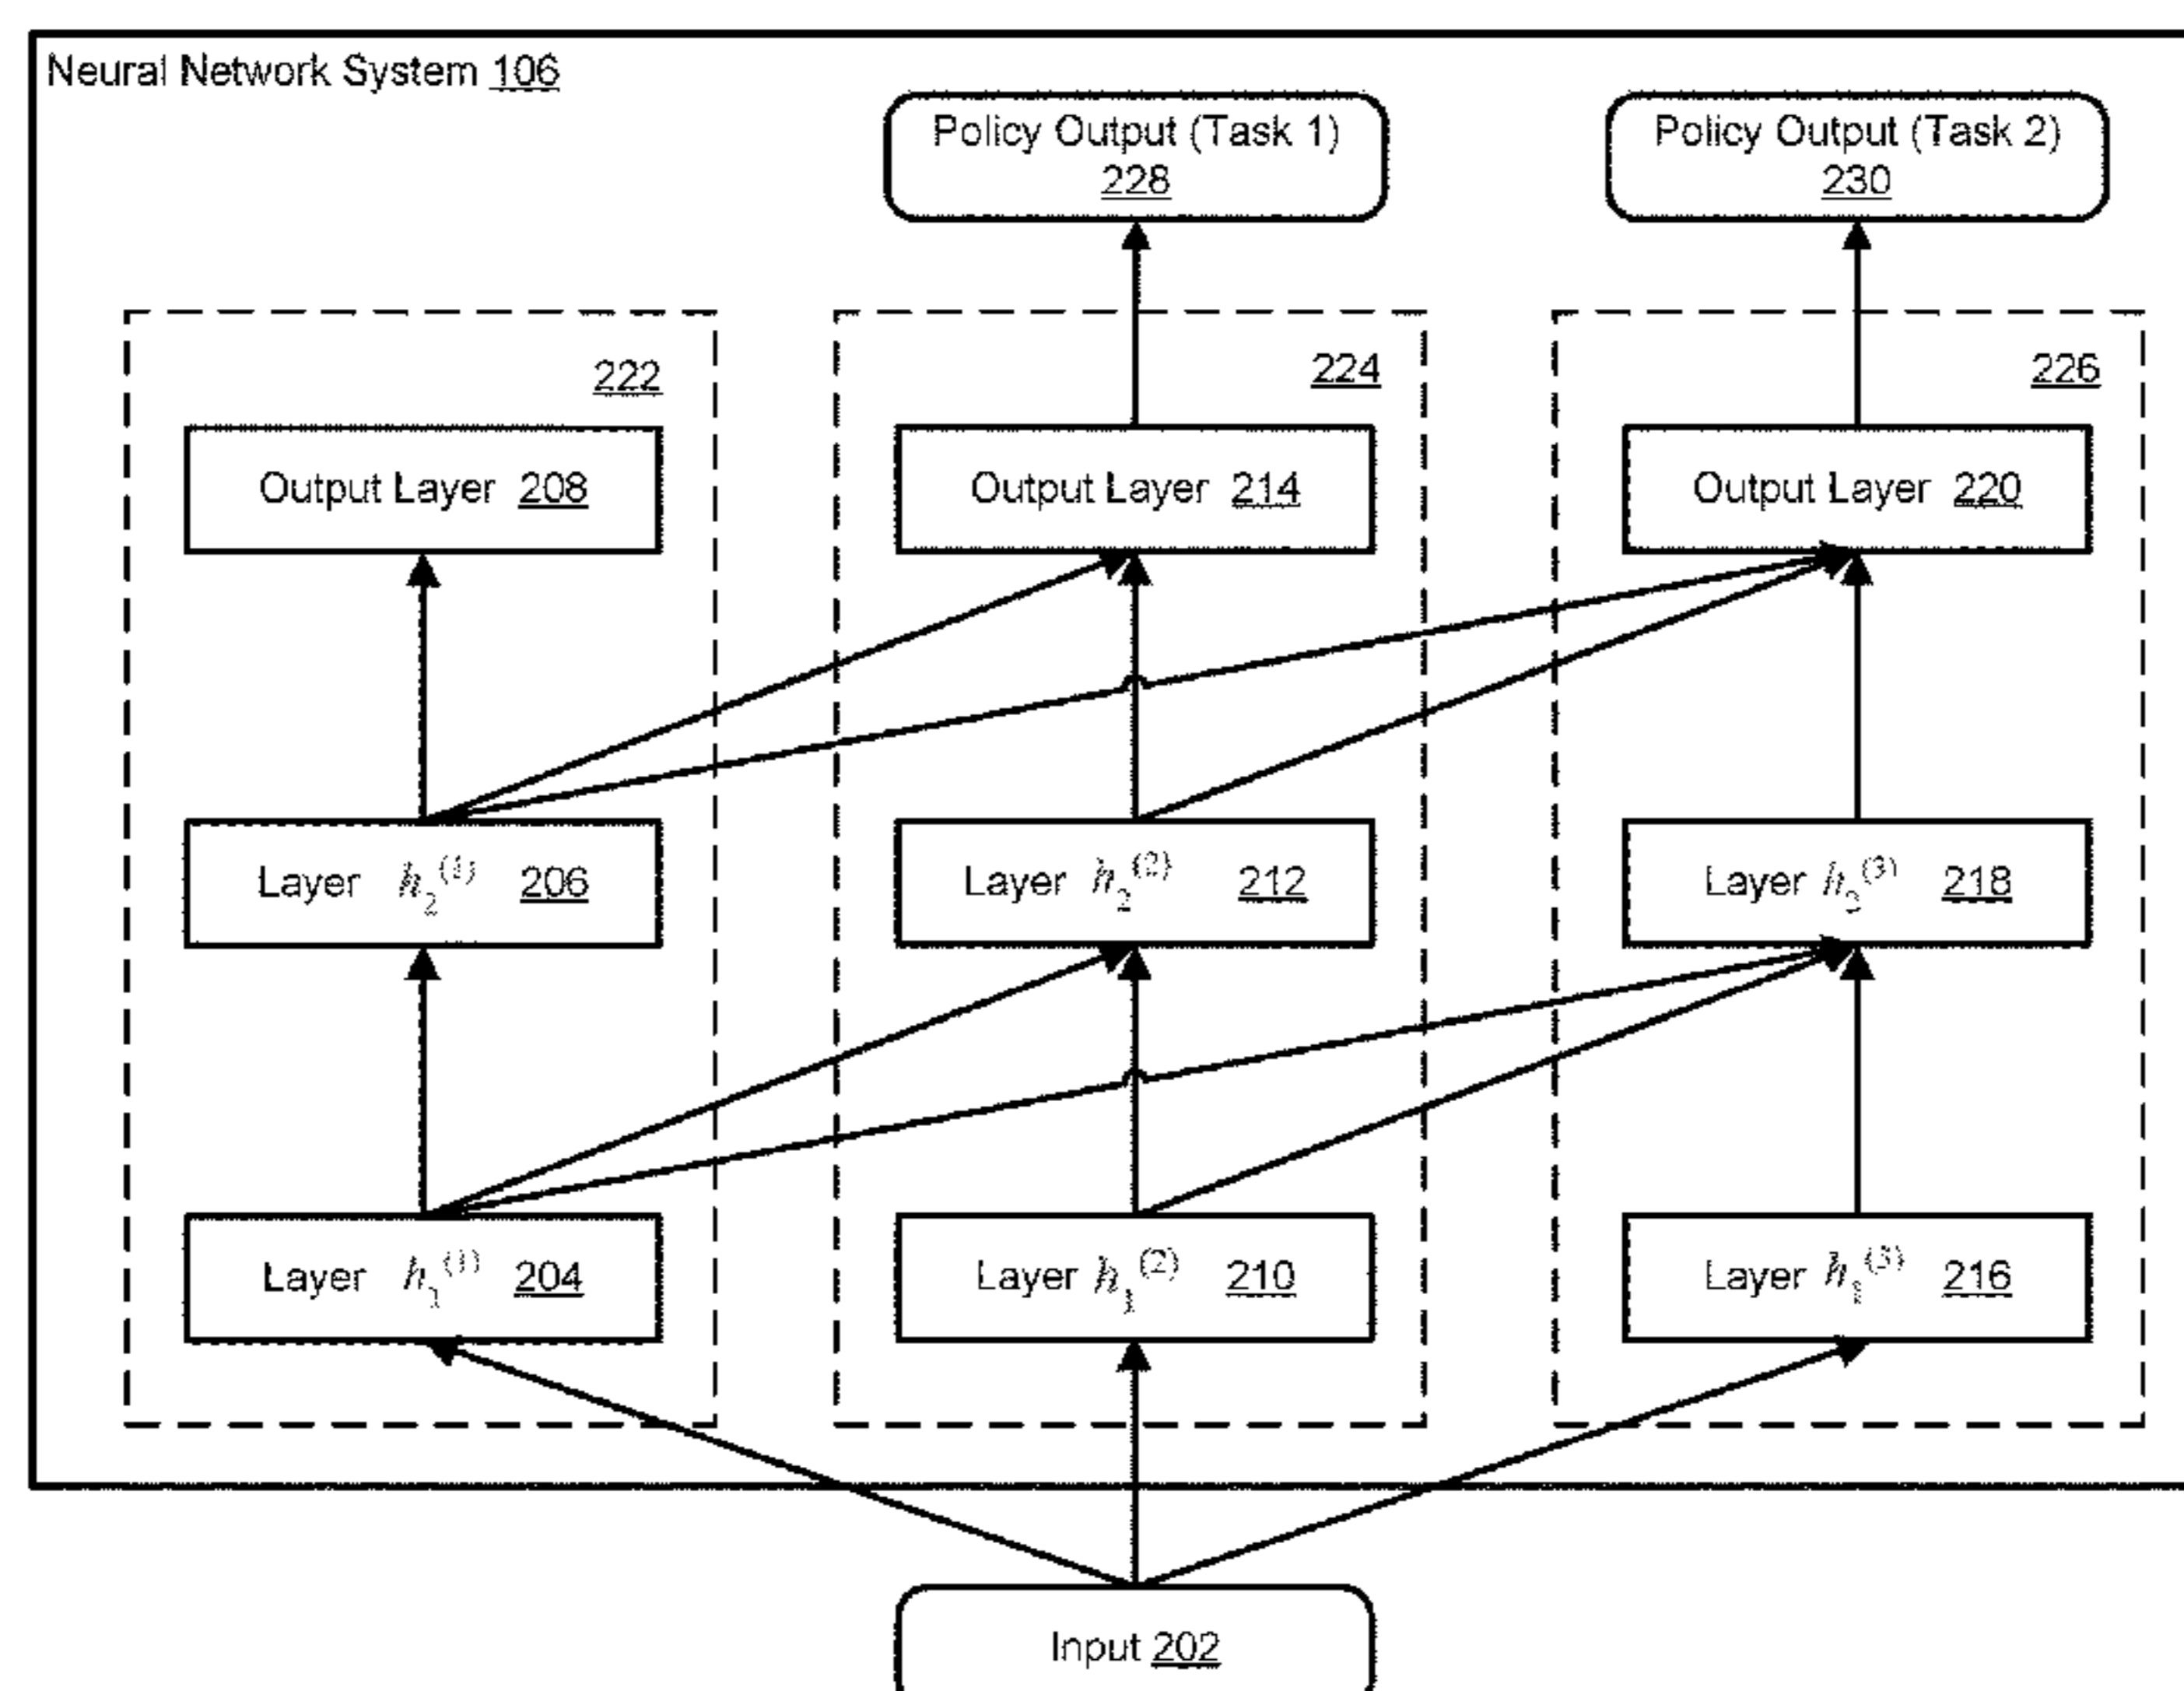 Neural Network System 106
Policy Output (Task 1)
228
Policy Output (Task 2)
230
222
224
226
Output Layer 208
Output Layer 214
Output Layer 220
Layer h₂⁽¹⁾ 206
Layer h₂⁽²⁾ 212
Layer h₂⁽³⁾ 218
Layer h₁⁽¹⁾ 204
Layer h₁⁽²⁾ 210
Layer h₁⁽³⁾ 216
Input 202